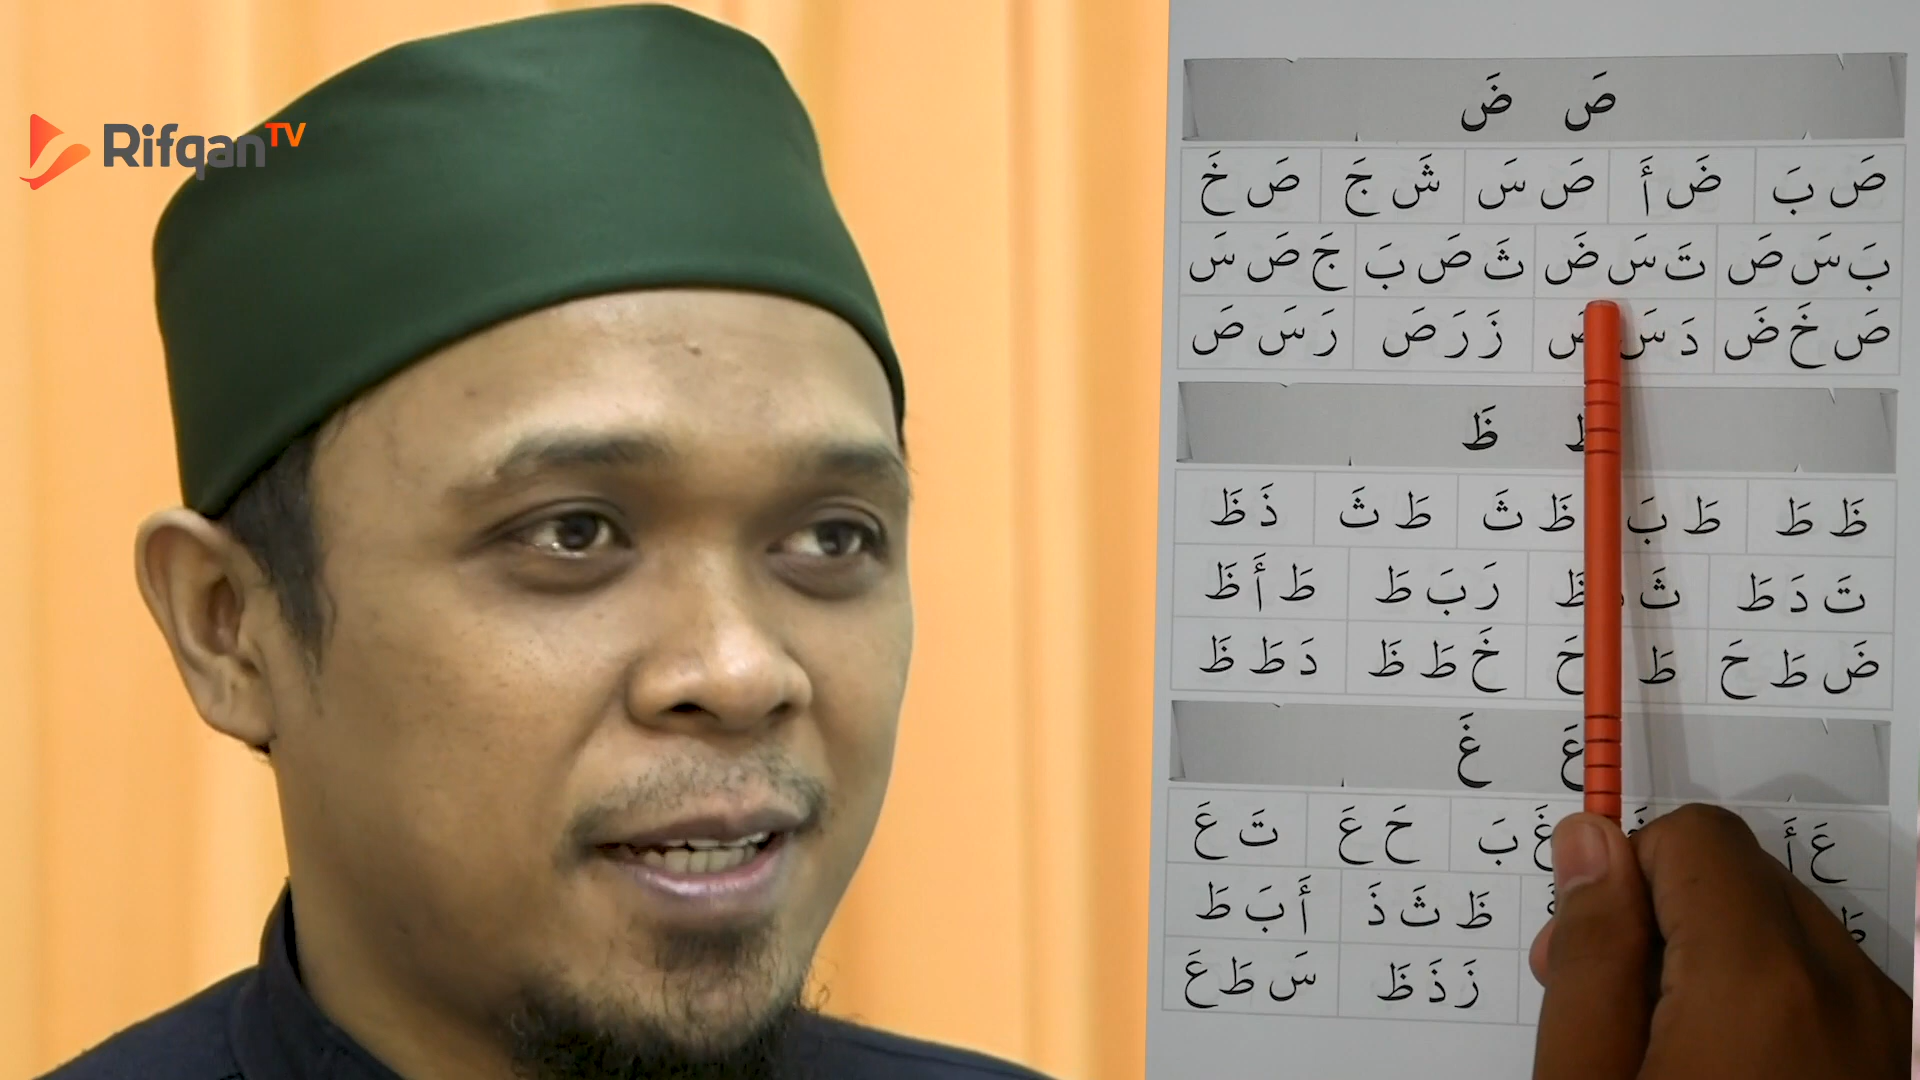 RifqanTV
صَ ضَ
صَ بَ ضَ أَ صَ سَ شَ جَ صَ خَ
بَ سَ صَ تَ سَ ضَ ثَ صَ بَ جَ صَ سَ
صَ خَ ضَ دَ سَ زَ رَ صَ رَ سَ صَ
ظَ
ظَ طَ طَ بَ ظَ ثَ طَ ثَ ذَ ظَ
تَ دَ طَ ثَ ظَ رَ بَ طَ طَ أَ ظَ
ضَ طَ حَ طَ حَ خَ طَ ظَ دَ طَ ظَ
عَ غَ
عَ أَ غَ بَ حَ عَ تَ عَ
طَ ظَ ثَ ذَ أَ بَ طَ
زَ ذَ ظَ سَ طَ عَ